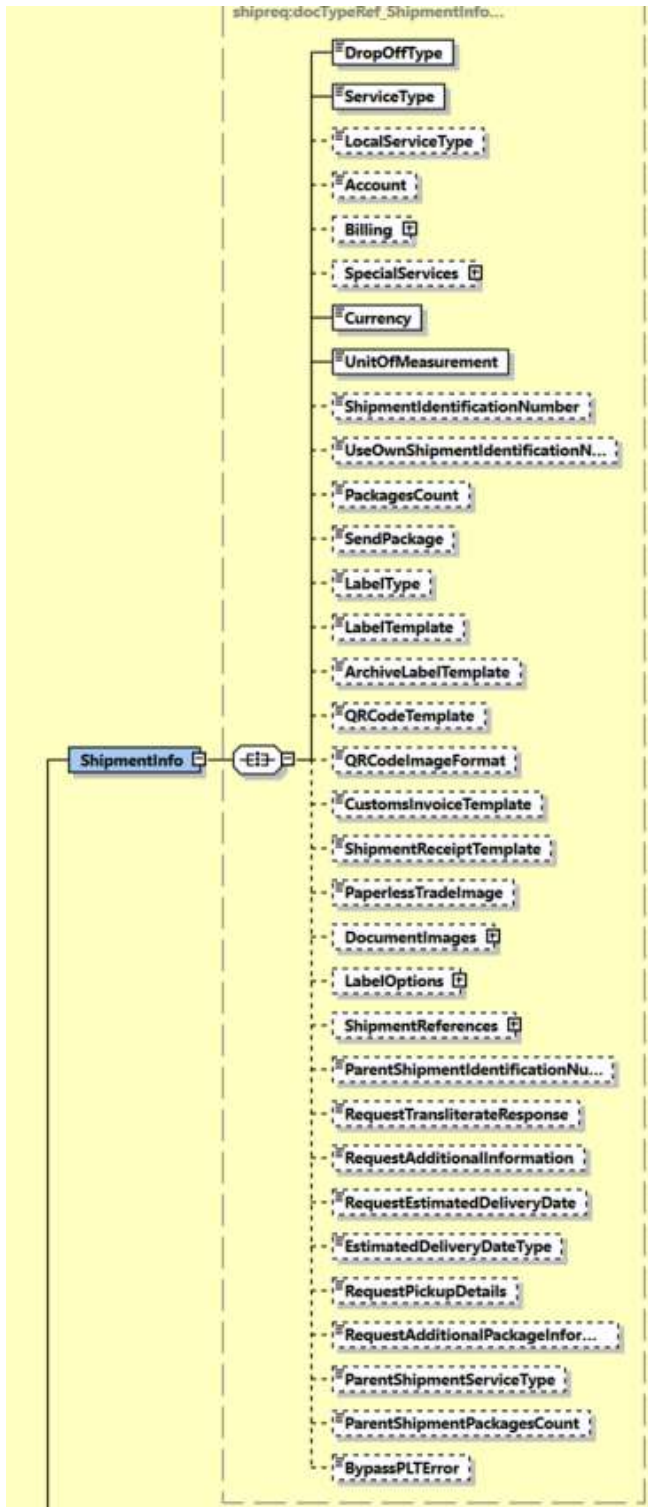 shipreq:docTypeRef_ShipmentInfo...
DropOffType
ServiceType
LocalServiceType
Account
Billing
SpecialServices
Currency
UnitOfMeasurement
ShipmentIdentificationNumber
UseOwnShipmentIdentificationN...
PackagesCount
SendPackage
LabelType
LabelTemplate
ArchiveLabelTemplate
QRCodeTemplate
ShipmentInfo
QRCodeImageFormat
CustomsInvoiceTemplate
ShipmentReceiptTemplate
PaperlessTradeImage
DocumentImages
LabelOptions
ShipmentReferences
ParentShipmentIdentificationNu...
RequestTransliterateResponse
RequestAdditionalInformation
RequestEstimatedDeliveryDate
EstimatedDeliveryDateType
RequestPickupDetails
RequestAdditionalPackageInfor...
ParentShipmentServiceType
ParentShipmentPackagesCount
BypassPLTError